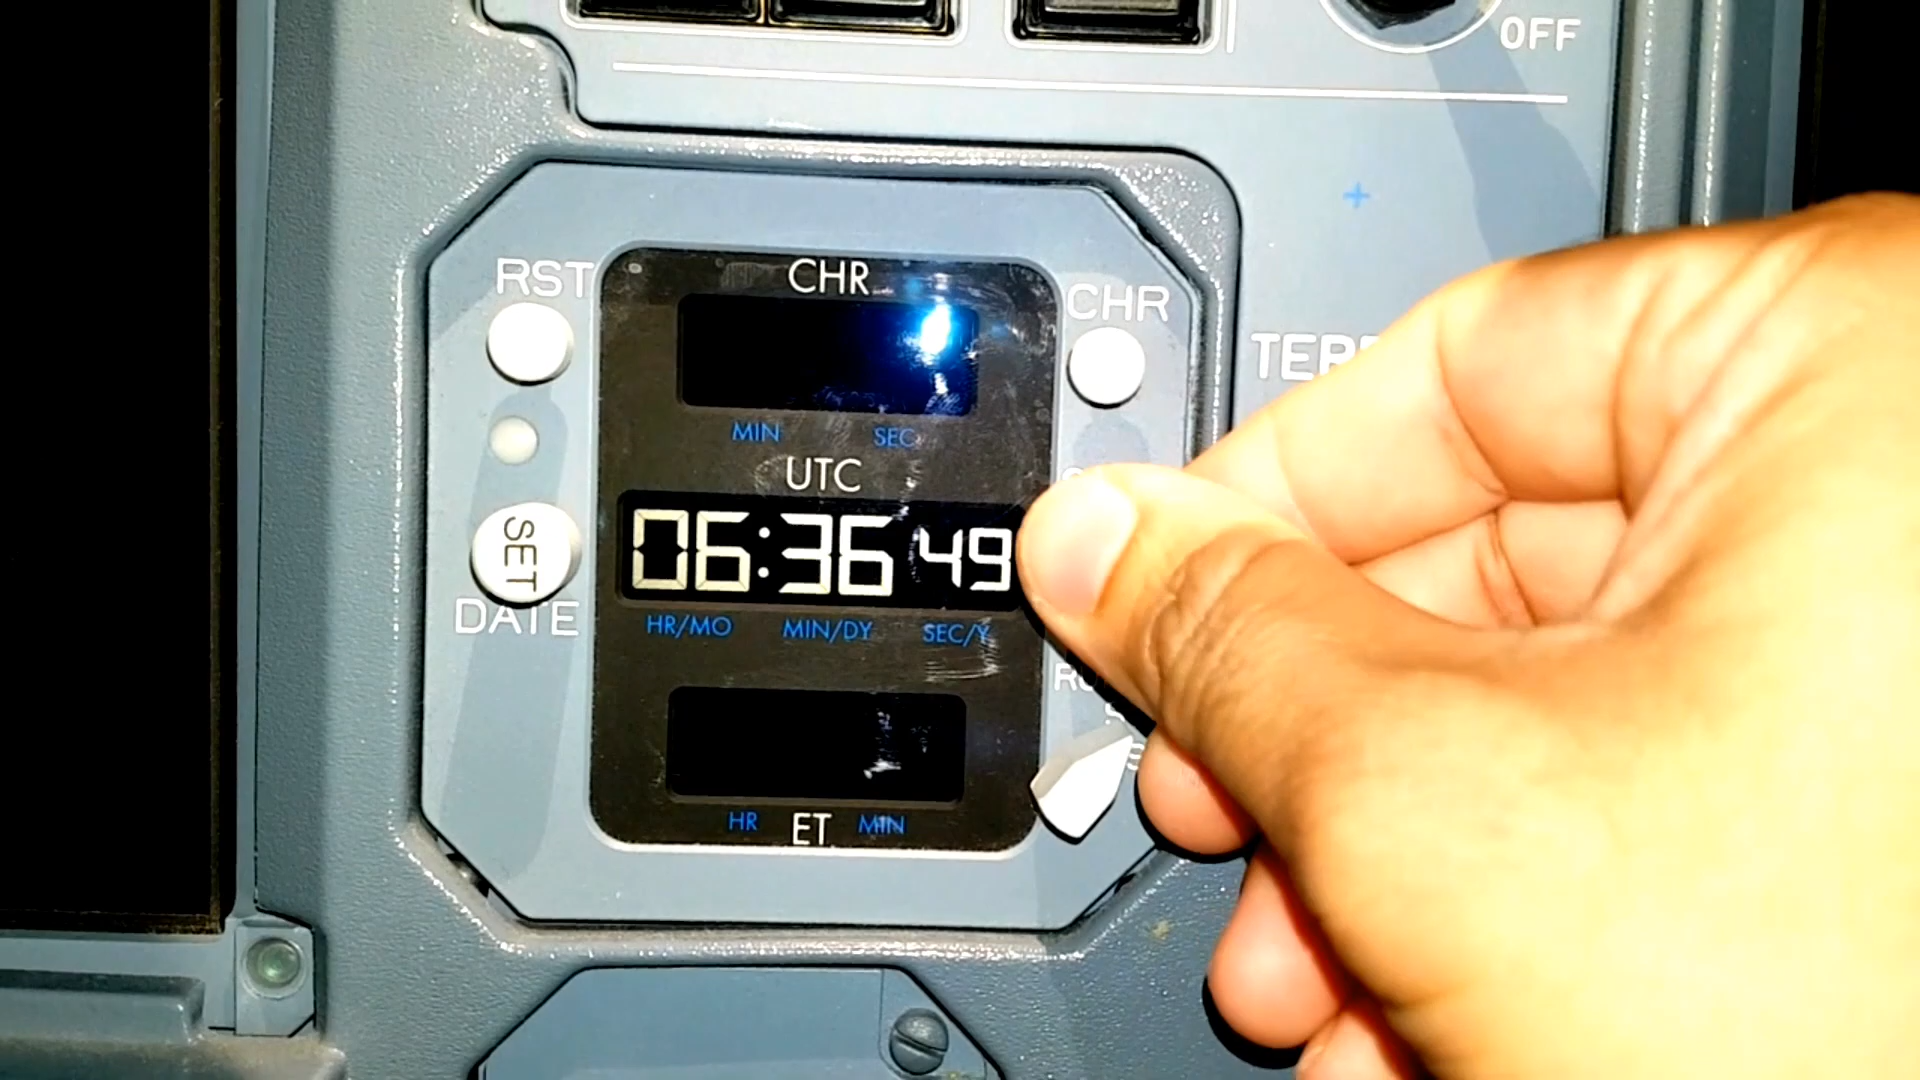 OFF
RST
CHR
CHR
MIN SEC
UTC
06:36 49
SET
DATE
HR/MO MIN/DY SEC/Y
HR ET MIN